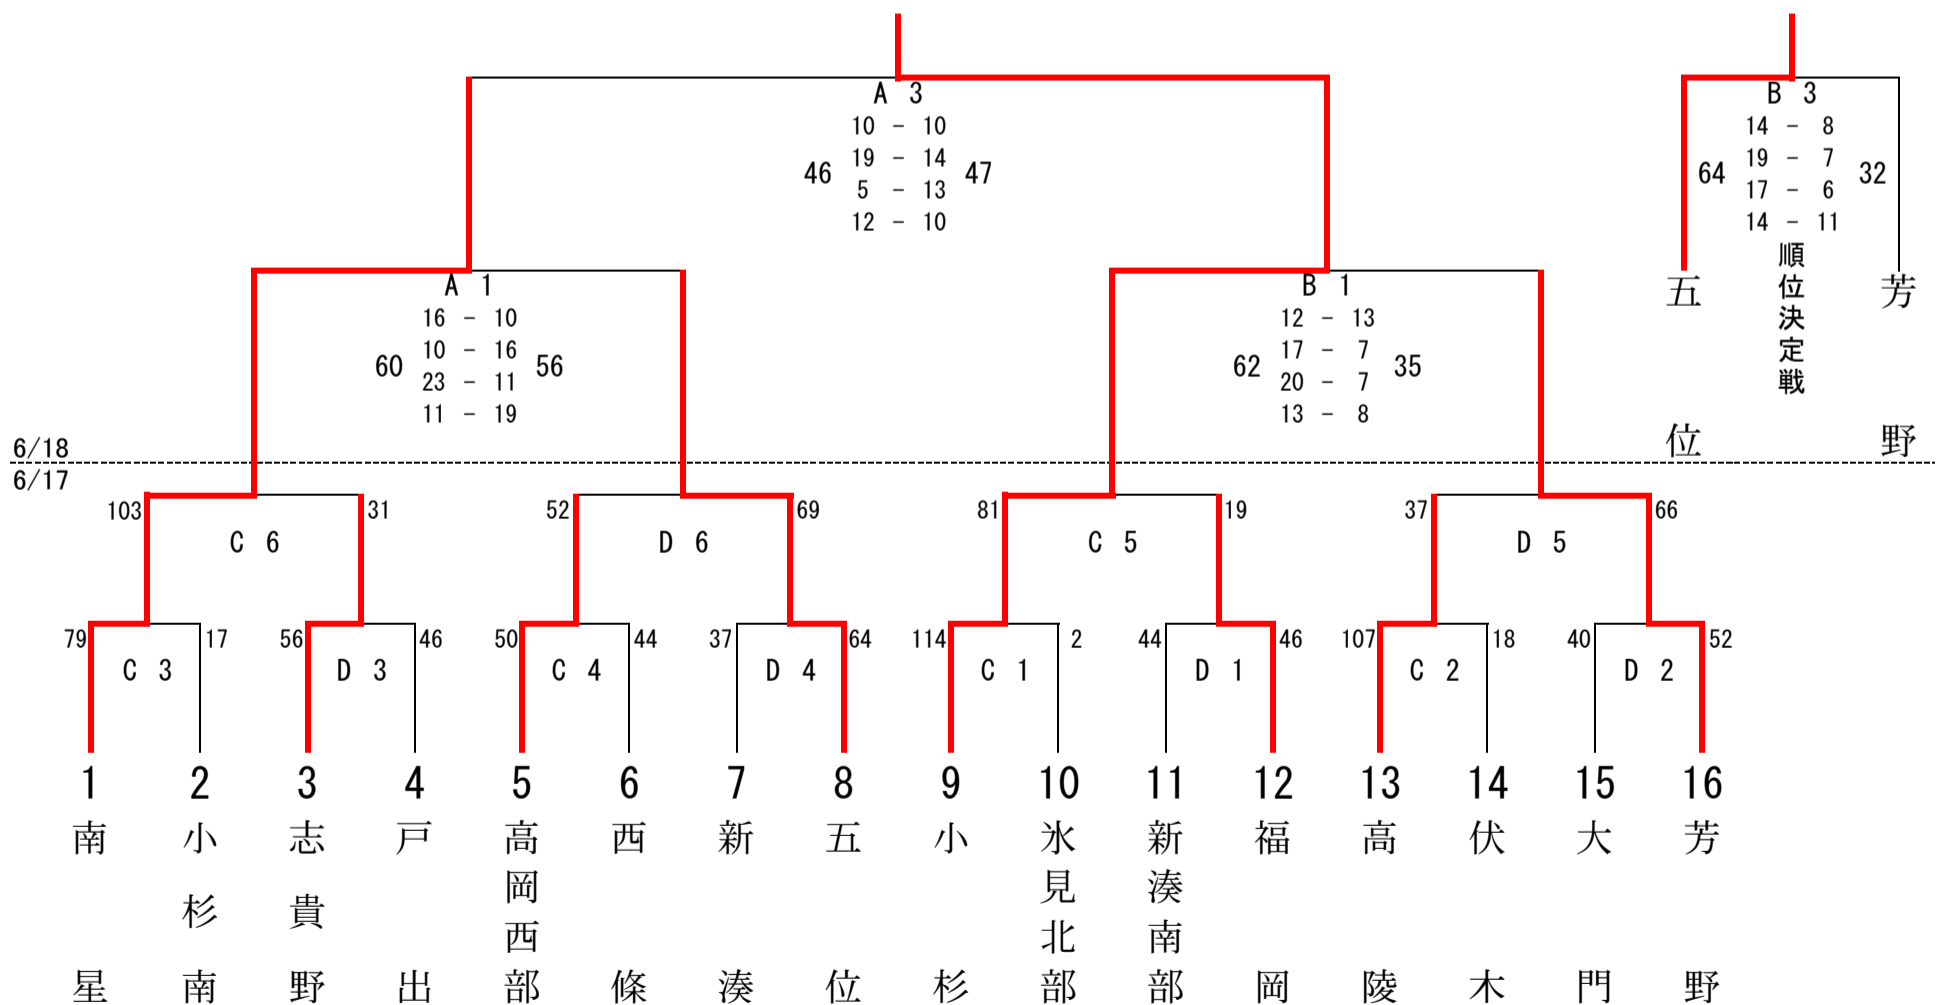 A 3
10 - 10
19 - 14
46 47
5 - 13
12 - 10
B 3
14 - 8
19 - 7
64 32
17 - 6
14 - 11
順位決定戦
五位
芳野
A 1
16 - 10
10 - 16
60 56
23 - 11
11 - 19
B 1
12 - 13
17 - 7
62 35
20 - 7
13 - 8
6/18
6/17
103 31 52 69 81 19 37 66
C 6 D 6 C 5 D 5
79 17 56 46 50 44 37 64 114 2 44 46 107 18 40 52
C 3 D 3 C 4 D 4 C 1 D 1 C 2 D 2
1 2 3 4 5 6 7 8 9 10 11 12 13 14 15 16
南星
小杉南
志貴野
戸出
高岡西部
西條
新湊
五位
小杉
氷見北部
新湊南部
福岡
高陵
伏木
大門
芳野